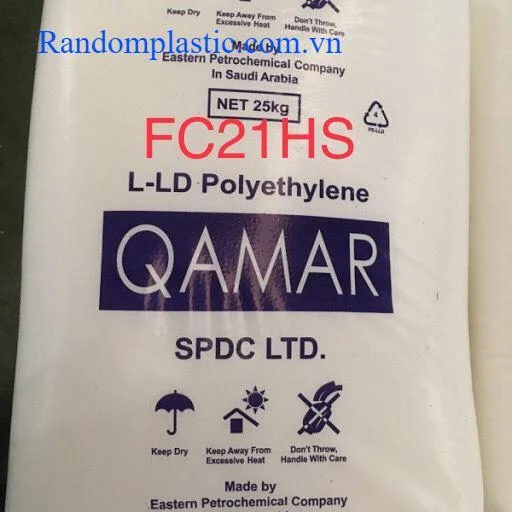 Keep Dry
Keep Away From
Excessive Heat
Don't Throw,
Handle With Care
Randomplastic.com.vn
Made by
Eastern Petrochemical Company
In Saudi Arabia
NET 25kg
4
PE-LLD
FC21HS
L-LD Polyethylene
QAMAR
SPDC LTD.
Keep Dry
Keep Away From
Excessive Heat
Don't Throw,
Handle With Care
Made by
Eastern Petrochemical Company